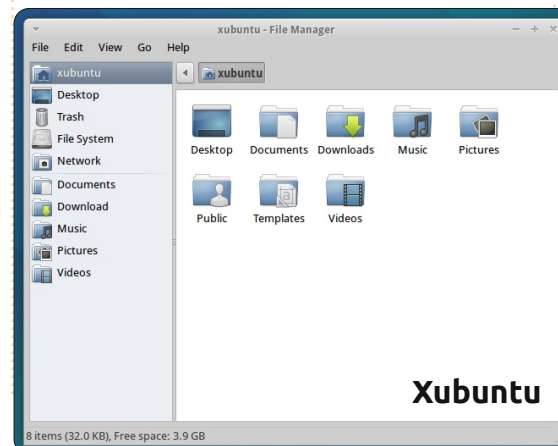 xubuntu - File Manager
File Edit View Go Help
xubuntu
Desktop
Trash
File System
Network
Documents
Download
Music
Pictures
Videos
xubuntu
Desktop Documents Downloads Music Pictures
Public Templates Videos
Xubuntu
8 items (32.0 KB), Free space: 3.9 GB